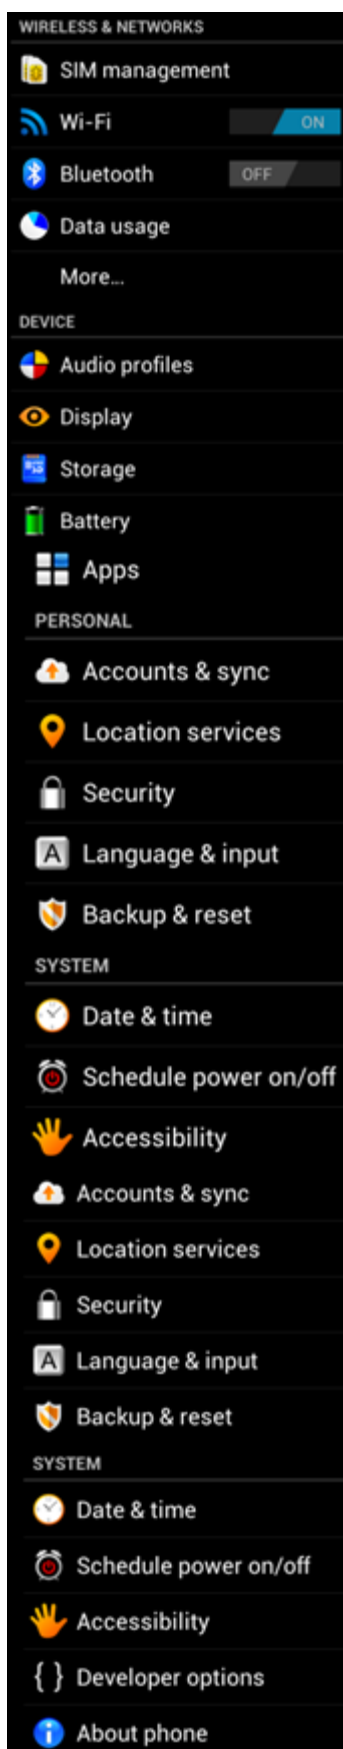 WIRELESS & NETWORKS
SIM management
Wi-Fi ON
Bluetooth OFF
Data usage
More...
DEVICE
Audio profiles
Display
Storage
Battery
Apps
PERSONAL
Accounts & sync
Location services
Security
A Language & input
Backup & reset
SYSTEM
Date & time
Schedule power on/off
Accessibility
Accounts & sync
Location services
Security
A Language & input
Backup & reset
SYSTEM
Date & time
Schedule power on/off
Accessibility
{ } Developer options
i About phone